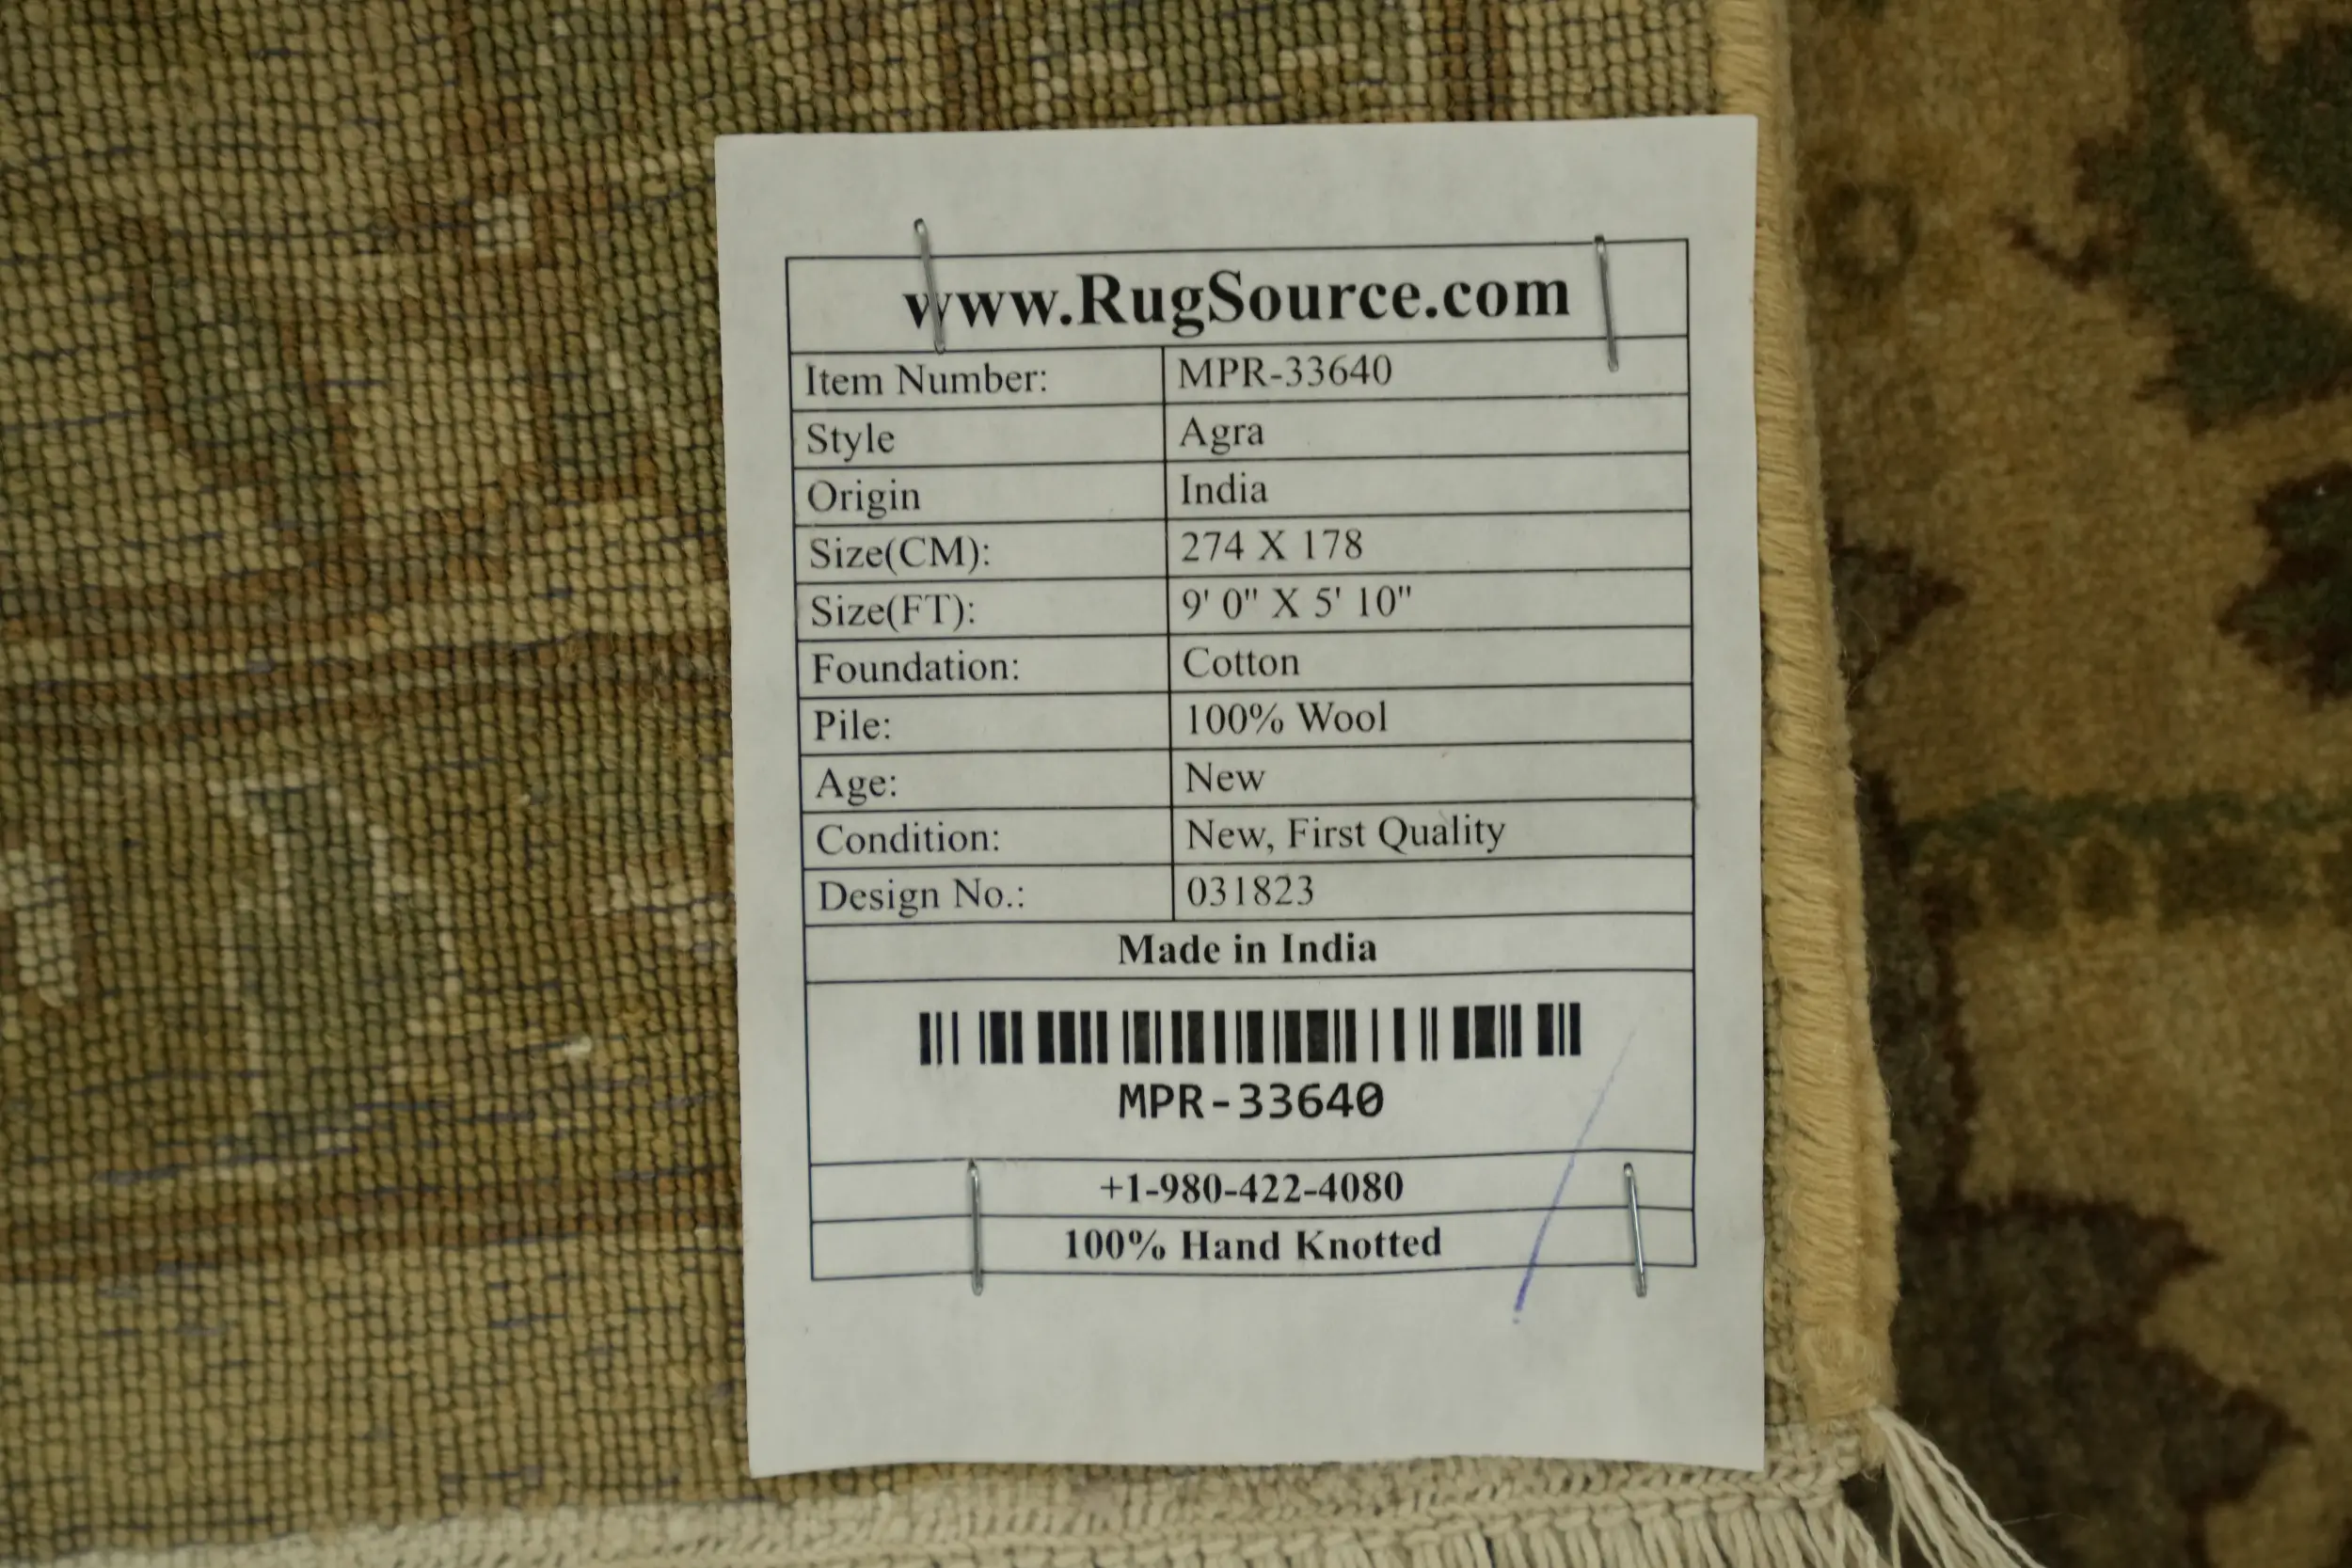 www.RugSource.com
Item Number: MPR-33640
Style Agra
Origin India
Size(CM): 274 X 178
Size(FT): 9' 0" X 5' 10"
Foundation: Cotton
Pile: 100% Wool
Age: New
Condition: New, First Quality
Design No.: 031823
Made in India
MPR-33640
+1-980-422-4080
100% Hand Knotted